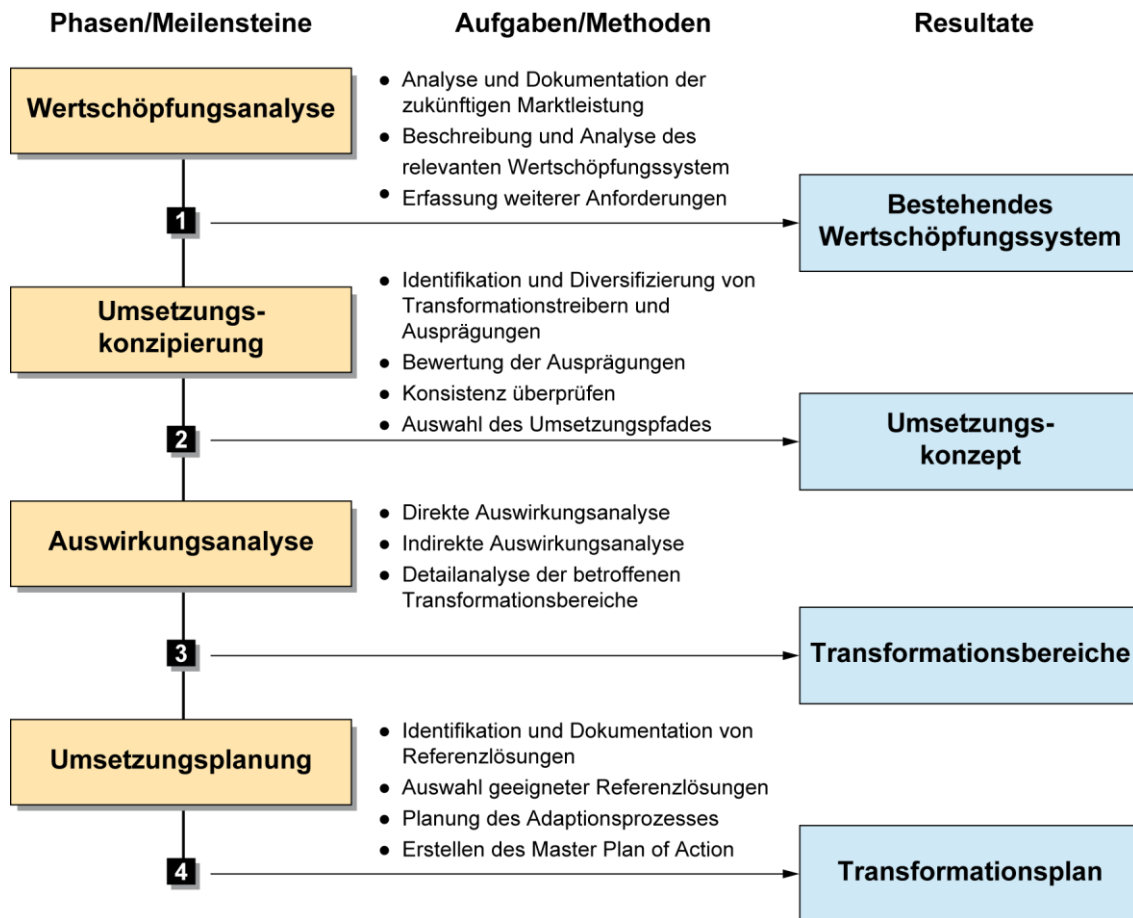 Phasen/Meilensteine
Aufgaben/Methoden
Resultate
Wertschöpfungsanalyse
● Analyse und Dokumentation der
zukünftigen Marktleistung
● Beschreibung und Analyse des
relevanten Wertschöpfungssystem
● Erfassung weiterer Anforderungen
1
Bestehendes
Wertschöpfungssystem
Umsetzungs-
konzipierung
● Identifikation und Diversifizierung von
Transformationstreibern und
Ausprägungen
● Bewertung der Ausprägungen
● Konsistenz überprüfen
● Auswahl des Umsetzungspfades
2
Umsetzungs-
konzept
Auswirkungsanalyse
● Direkte Auswirkungsanalyse
● Indirekte Auswirkungsanalyse
● Detailanalyse der betroffenen
Transformationsbereiche
3
Transformationsbereiche
Umsetzungsplanung
● Identifikation und Dokumentation von
Referenzlösungen
● Auswahl geeigneter Referenzlösungen
● Planung des Adaptionsprozesses
● Erstellen des Master Plan of Action
4
Transformationsplan